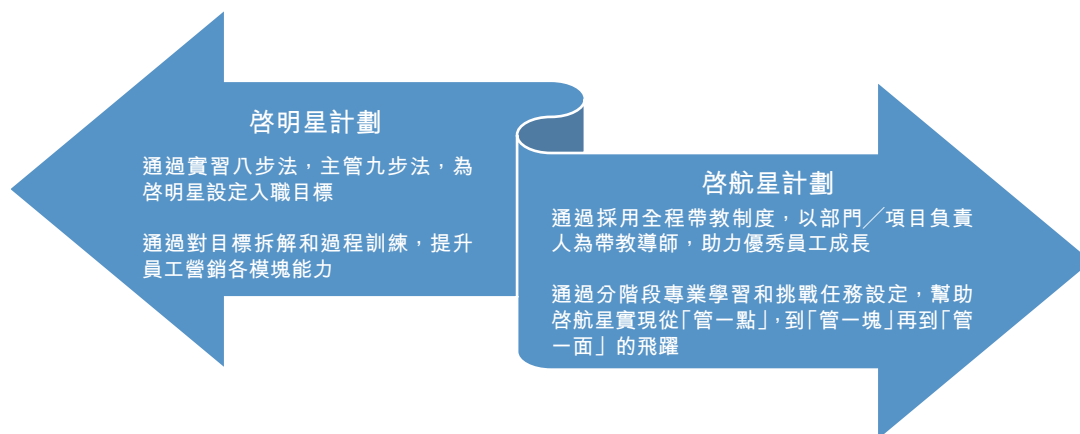 啓明星計劃
通過實習八步法，主管九步法，為
啓明星設定入職目標
通過對目標拆解和過程訓練，提升
員工營銷各模塊能力
啓航星計劃
通過採用全程帶教制度，以部門／項目負責
人為帶教導師，助力優秀員工成長
通過分階段專業學習和挑戰任務設定，幫助
啓航星實現從「管一點」，到「管一塊」再到「管
一面」的飛躍